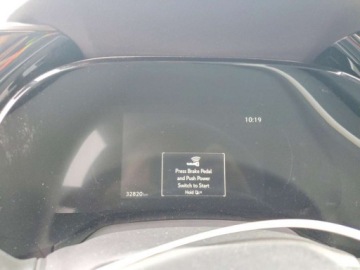 10:19
Press Brake Pedal
and Push Power
Switch to Start
32820